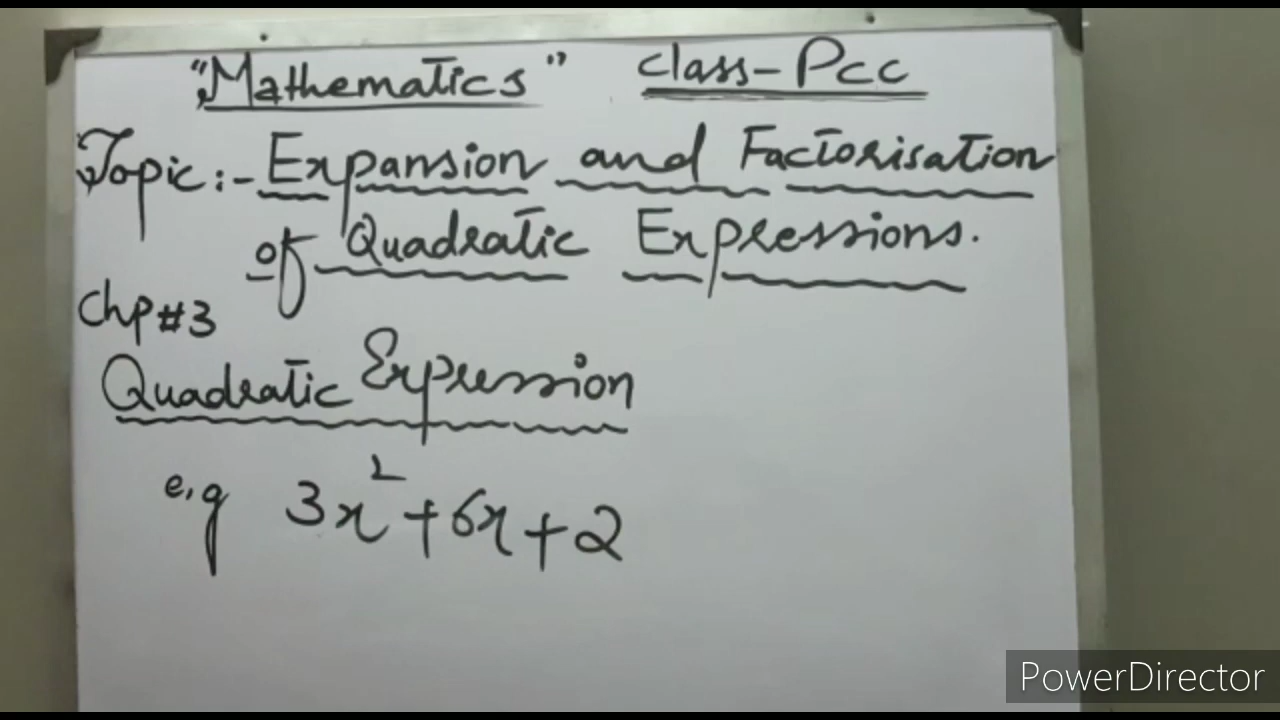 "Mathematics" Class-Pcc
Topic:- Expansion and Factorisation
of Quadratic Expressions.
Chp#3
Quadratic Expression
e.g 3x²+6x+2
PowerDirector